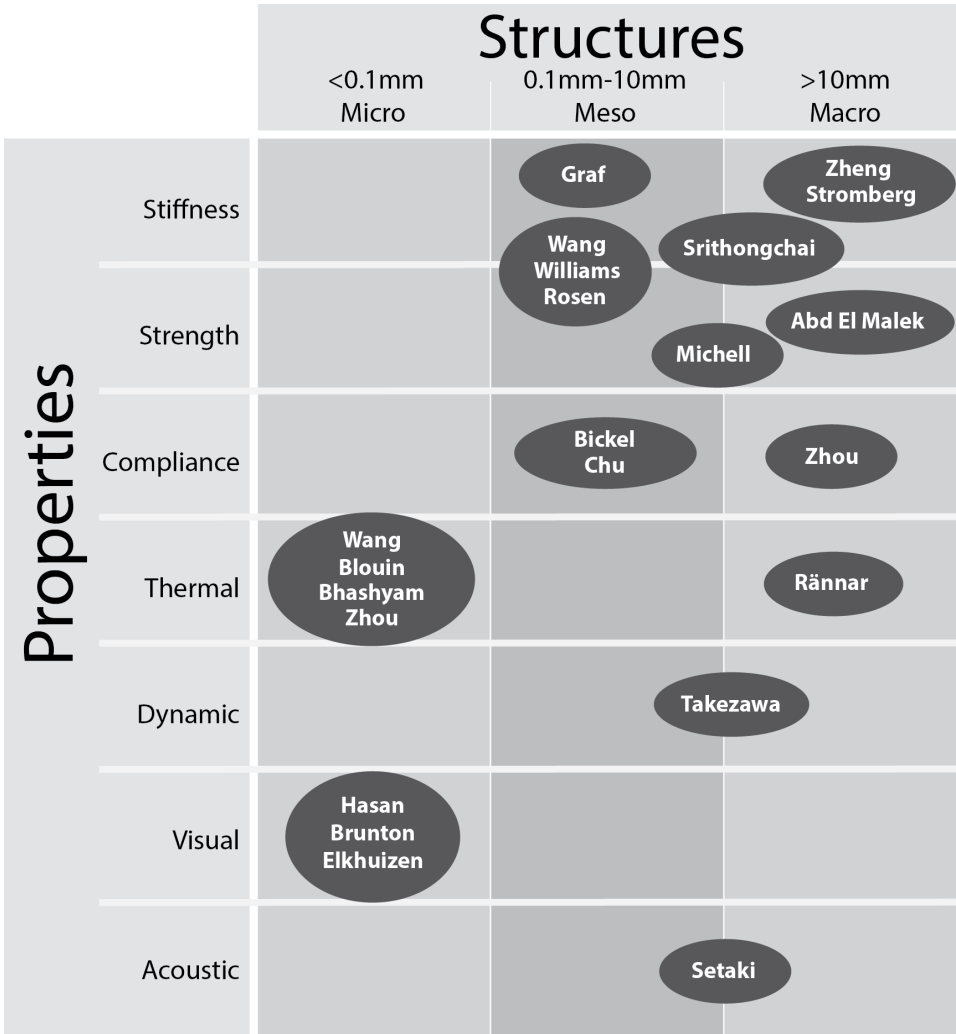 Structures
<0.1mm
Micro
0.1mm-10mm
Meso
>10mm
Macro
Properties
Stiffness
Graf
Zheng
Stromberg
Wang
Williams
Rosen
Srithongchai
Strength
Abd El Malek
Michell
Compliance
Bickel
Chu
Zhou
Thermal
Wang
Blouin
Bhashyam
Zhou
Rännar
Dynamic
Takezawa
Visual
Hasan
Brunton
Elkhuizen
Acoustic
Setaki